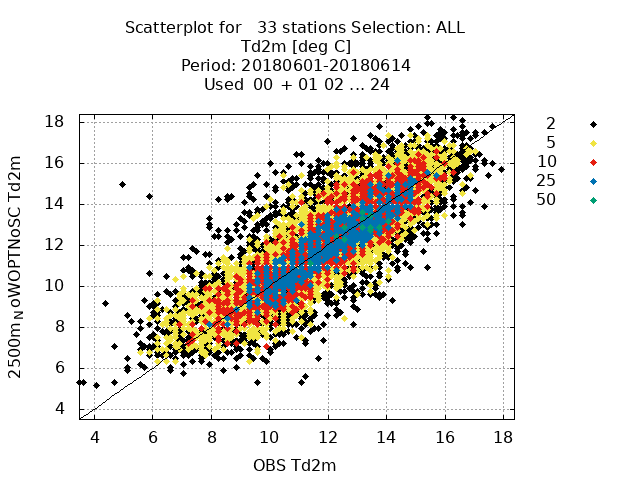 Scatterplot for   33 stations Selection: ALL
Td2m [deg C]
Period: 20180601-20180614
Used  00 + 01 02 ... 24
2
5
10
25
50
18
16
14
12
10
8
6
4
2500m_NoWOPTNoSC Td2m
4 6 8 10 12 14 16 18
OBS Td2m